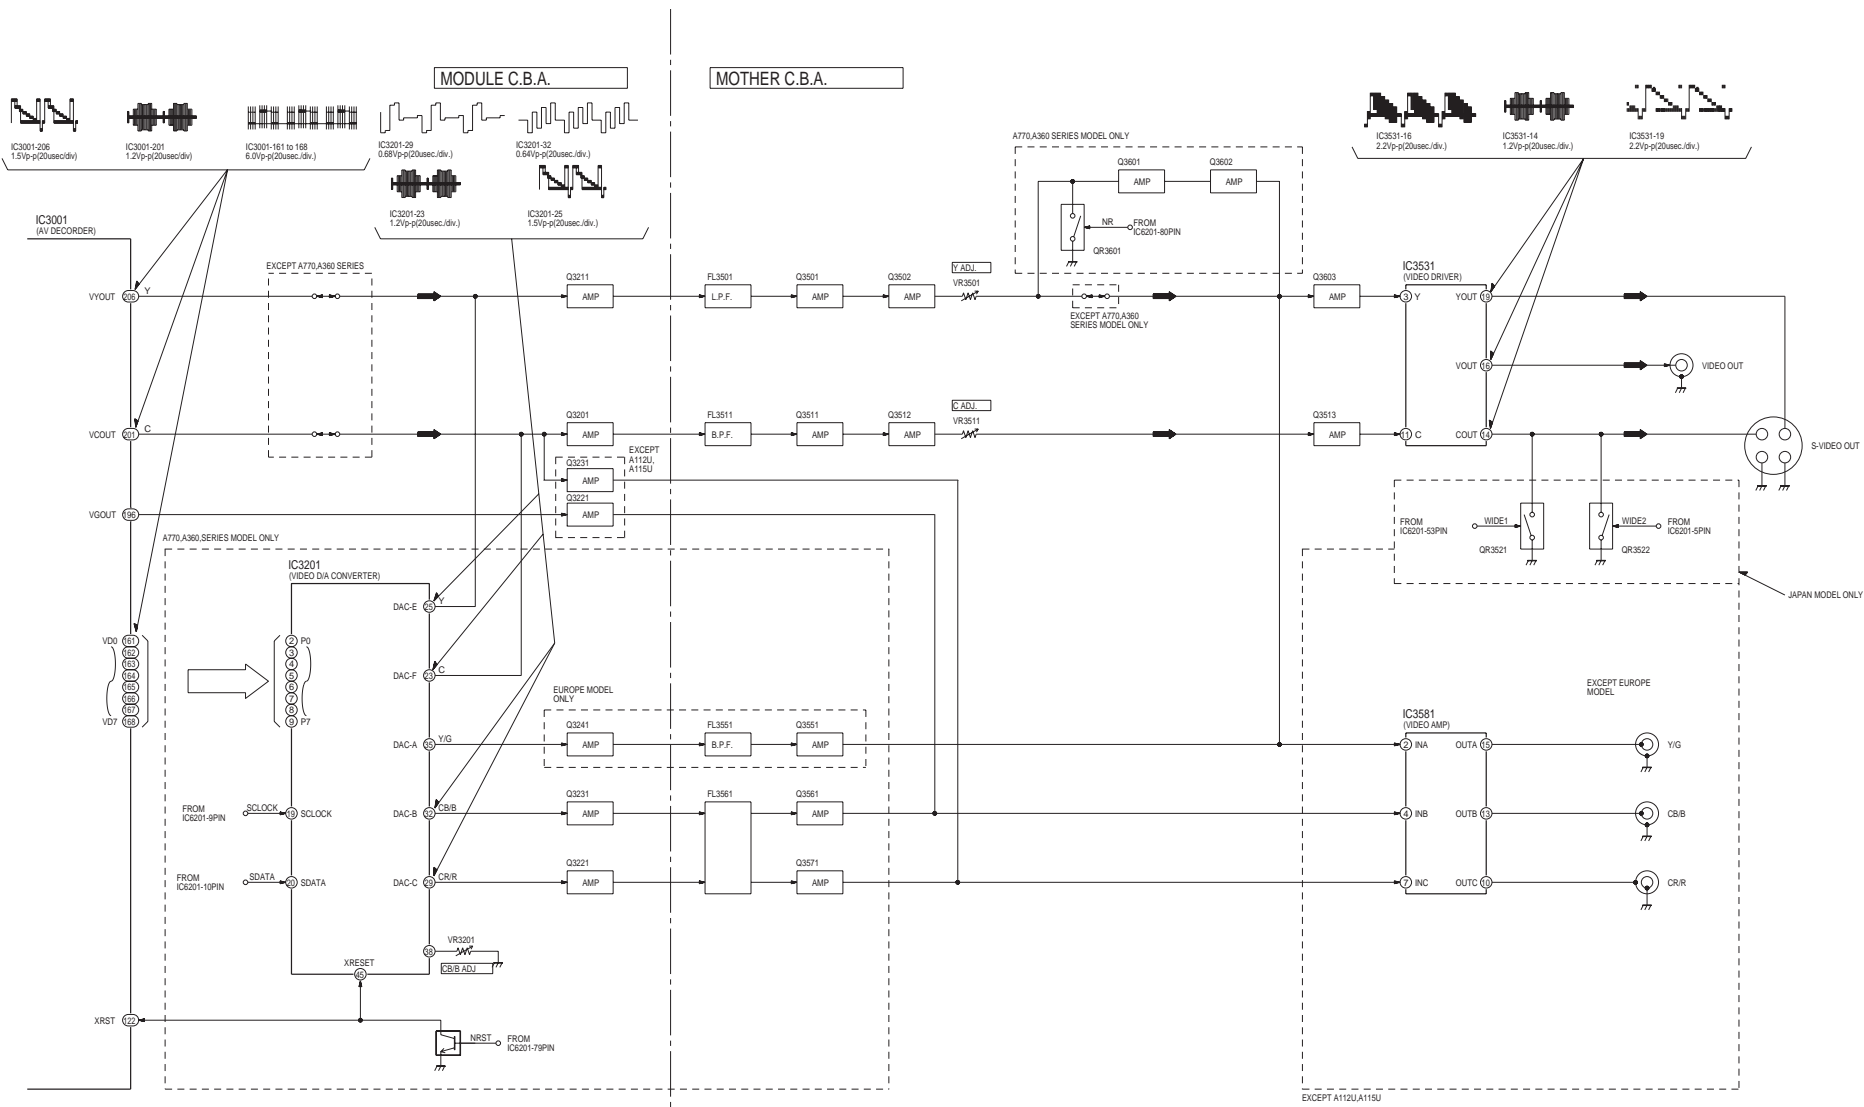 MODULE C.B.A.
MOTHER C.B.A.
IC3001-206
1.5Vp-p(20usec/div)
IC3001-201
1.2Vp-p(20usec/div)
IC3001-161 to 168
6.0Vp-p(20usec./div.)
IC3201-29
0.68Vp-p(20usec./div.)
IC3201-32
0.64Vp-p(20usec./div.)
IC3201-23
1.2Vp-p(20usec./div.)
IC3201-25
1.5Vp-p(20usec./div.)
A770,A360 SERIES MODEL ONLY
Q3601
AMP
Q3602
AMP
NR
FROM
IC6201-80PIN
QR3601
IC3531-16
2.2Vp-p(20usec./div.)
IC3531-14
1.2Vp-p(20usec./div.)
IC3531-19
2.2Vp-p(20usec./div.)
IC3001
(AV DECORDER)
EXCEPT A770,A360 SERIES
VYOUT
206
Y
Q3211
AMP
FL3501
L.P.F.
Q3501
AMP
Q3502
AMP
Y ADJ.
VR3501
EXCEPT A770,A360
SERIES MODEL ONLY
Q3603
AMP
IC3531
(VIDEO DRIVER)
3
Y
YOUT
19
VOUT
16
VIDEO OUT
VCOUT
201
C
Q3201
AMP
FL3511
B.P.F.
Q3511
AMP
Q3512
AMP
C ADJ.
VR3511
Q3513
AMP
11
C
COUT
14
S-VIDEO OUT
EXCEPT
A112U,
A115U
Q3231
AMP
Q3221
AMP
VGOUT
196
FROM
IC6201-53PIN
WIDE1
QR3521
WIDE2
QR3522
FROM
IC6201-5PIN
JAPAN MODEL ONLY
A770,A360,SERIES MODEL ONLY
IC3201
(VIDEO D/A CONVERTER)
DAC-E
25
Y
DAC-F
23
C
VD0
161
162
163
164
165
166
167
VD7
168
2
P0
3
4
5
6
7
8
9
P7
EUROPE MODEL
ONLY
DAC-A
35
Y/G
Q3241
AMP
FL3551
B.P.F.
Q3551
AMP
EXCEPT EUROPE
MODEL
IC3581
(VIDEO AMP)
2
INA
OUTA
15
Y/G
FROM
IC6201-9PIN
SCLOCK
19
SCLOCK
DAC-B
32
CB/B
Q3231
AMP
FL3561
Q3561
AMP
4
INB
OUTB
13
CB/B
FROM
IC6201-10PIN
SDATA
20
SDATA
DAC-C
29
CR/R
Q3221
AMP
Q3571
AMP
7
INC
OUTC
10
CR/R
38
VR3201
CB/B ADJ
XRESET
45
XRST
122
NRST
FROM
IC6201-79PIN
EXCEPT A112U,A115U